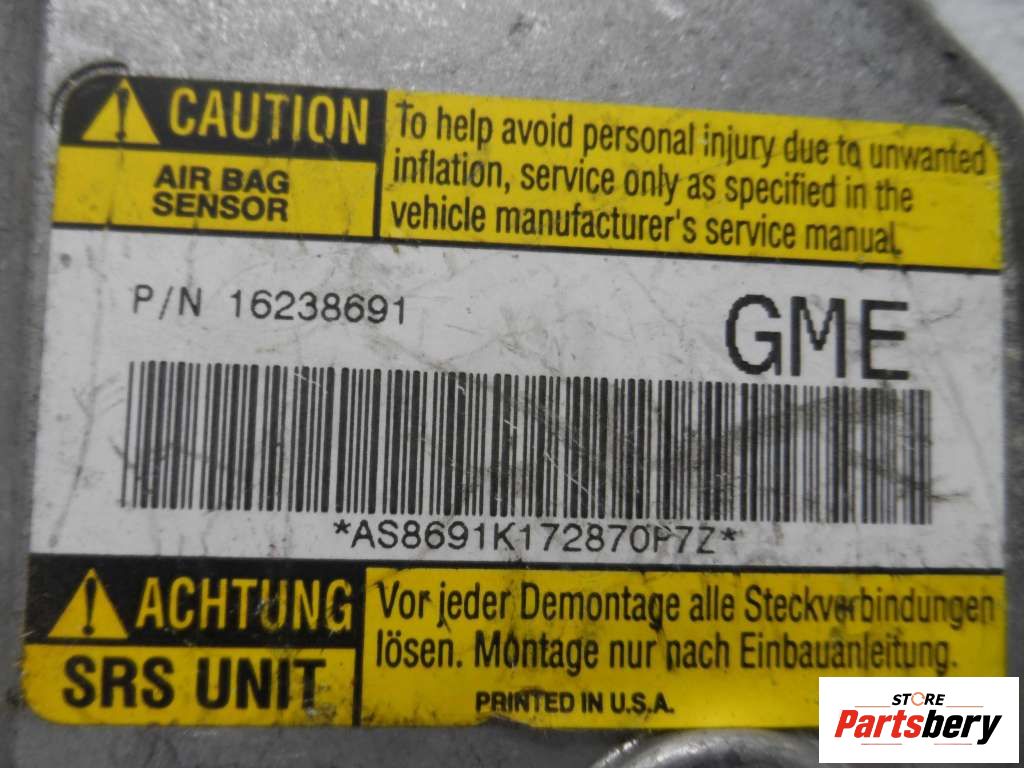 CAUTION
AIR BAG
SENSOR
To help avoid personal injury due to unwanted
inflation, service only as specified in the
vehicle manufacturer's service manual.
P/N 16238691
GME
*AS8691K172870P7Z*
ACHTUNG
SRS UNIT
Vor jeder Demontage alle Steckverbindungen
lösen. Montage nur nach Einbauanleitung.
PRINTED IN U.S.A.
STORE
Partsbery